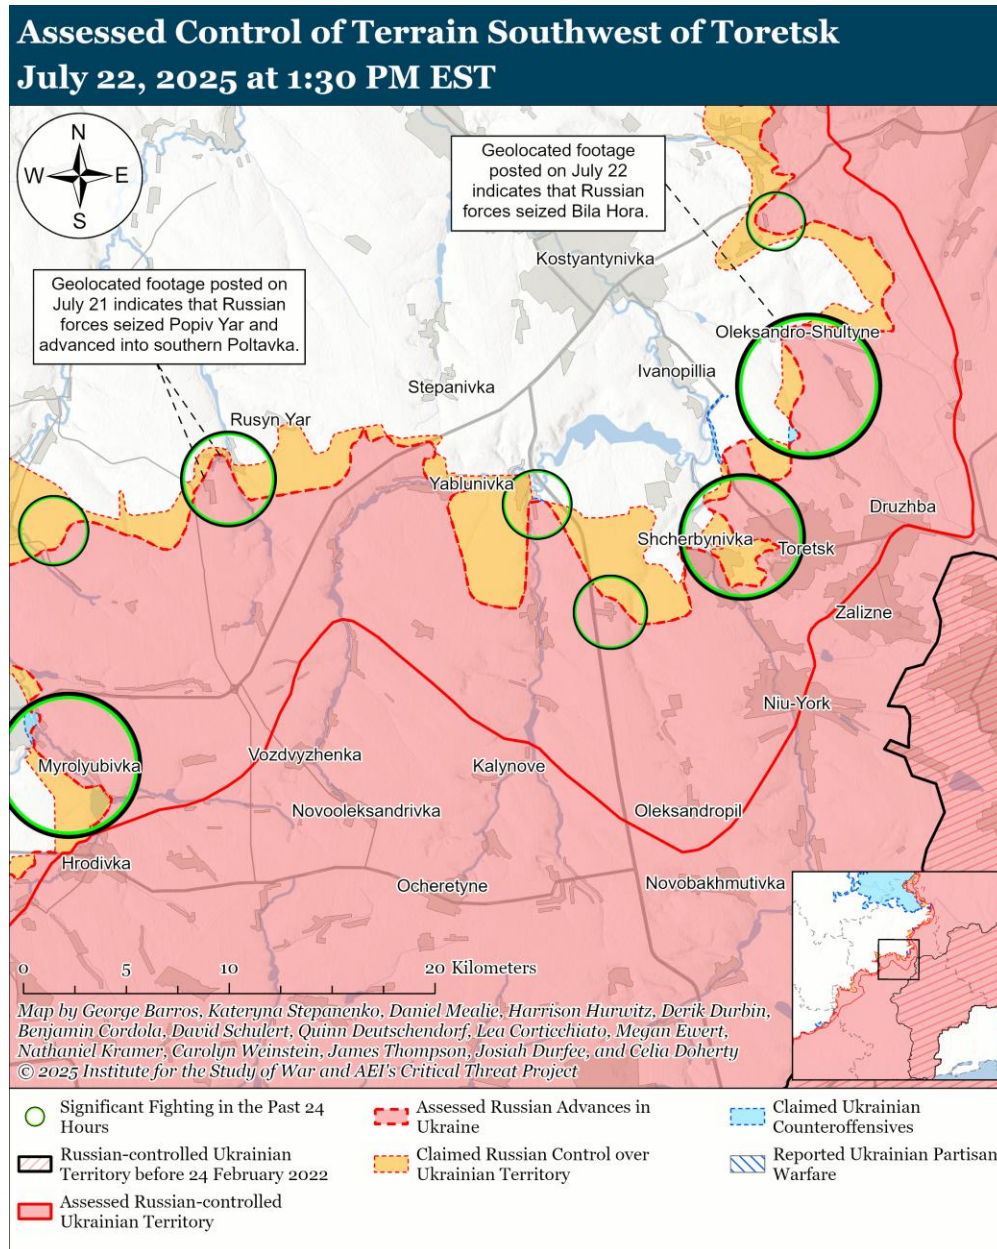 Assessed Control of Terrain Southwest of Toretsk
July 22, 2025 at 1:30 PM EST
N
W
E
S
Geolocated footage
posted on July 22
indicates that Russian
forces seized Bila Hora.
Kostyantynivka
Geolocated footage posted on
July 21 indicates that Russian
forces seized Popiv Yar and
advanced into southern Poltavka.
Oleksandro-Shultyne
Ivanopillia
Stepanivka
Rusyn Yar
Yablunivka
Druzhba
Shcherbynivka
Toretsk
Zalizne
Niu-York
Vozdvyzhenka
Myrolyubivka
Kalynove
Novooleksandrivka
Oleksandropil
Hrodivka
Ocheretyne
Novobakhmutivka
0
5
10
20 Kilometers
Map by George Barros, Kateryna Stepanenko, Daniel Mealie, Harrison Hurwitz, Derik Durbin,
Benjamin Cordola, David Schulert, Quinn Deutschendorf, Lea Corticchiato, Megan Ewert,
Nathaniel Kramer, Carolyn Weinstein, James Thompson, Josiah Durfee, and Celia Doherty
© 2025 Institute for the Study of War and AEI's Critical Threat Project
Significant Fighting in the Past 24
Hours
Russian-controlled Ukrainian
Territory before 24 February 2022
Assessed Russian-controlled
Ukrainian Territory
Assessed Russian Advances in
Ukraine
Claimed Russian Control over
Ukrainian Territory
Claimed Ukrainian
Counteroffensives
Reported Ukrainian Partisan
Warfare